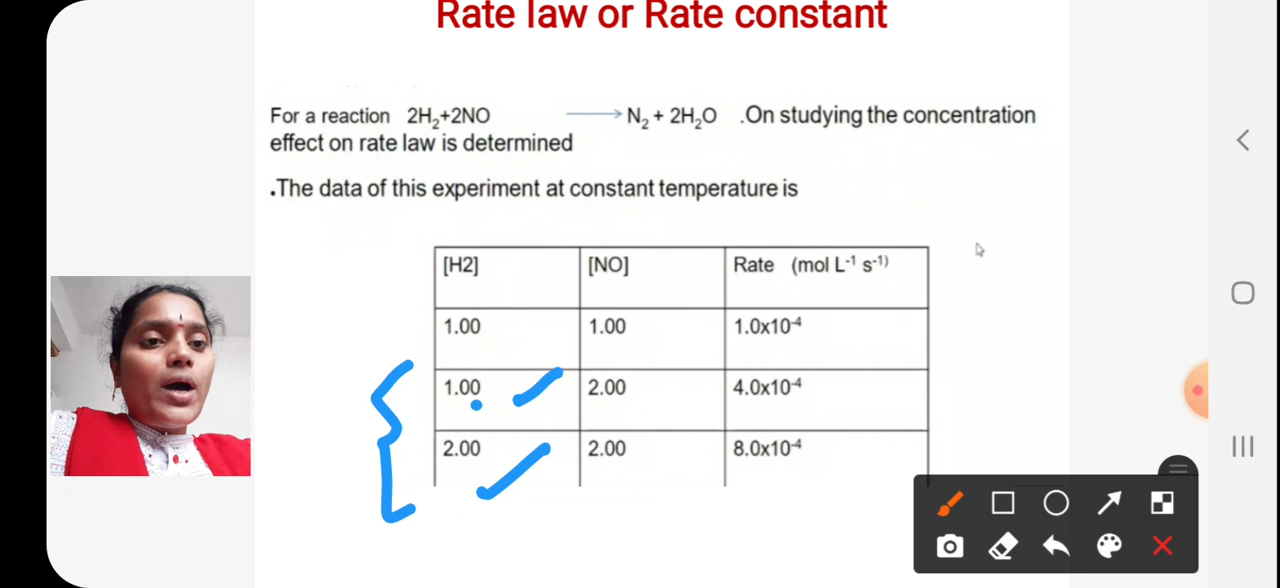 Rate law or Rate constant
For a reaction 2H₂+2NO ⟶ N₂ + 2H₂O .On studying the concentration
effect on rate law is determined
.The data of this experiment at constant temperature is
[H2] [NO] Rate (mol L⁻¹ s⁻¹)
1.00 1.00 1.0x10⁻⁴
1.00 2.00 4.0x10⁻⁴
2.00 2.00 8.0x10⁻⁴